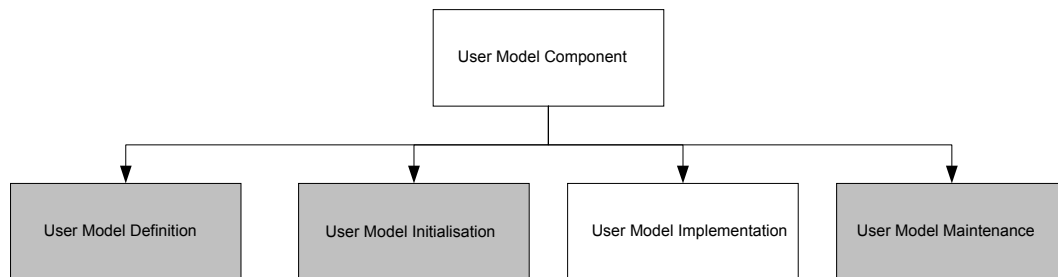 User Model Component
User Model Definition
User Model Initialisation
User Model Implementation
User Model Maintenance